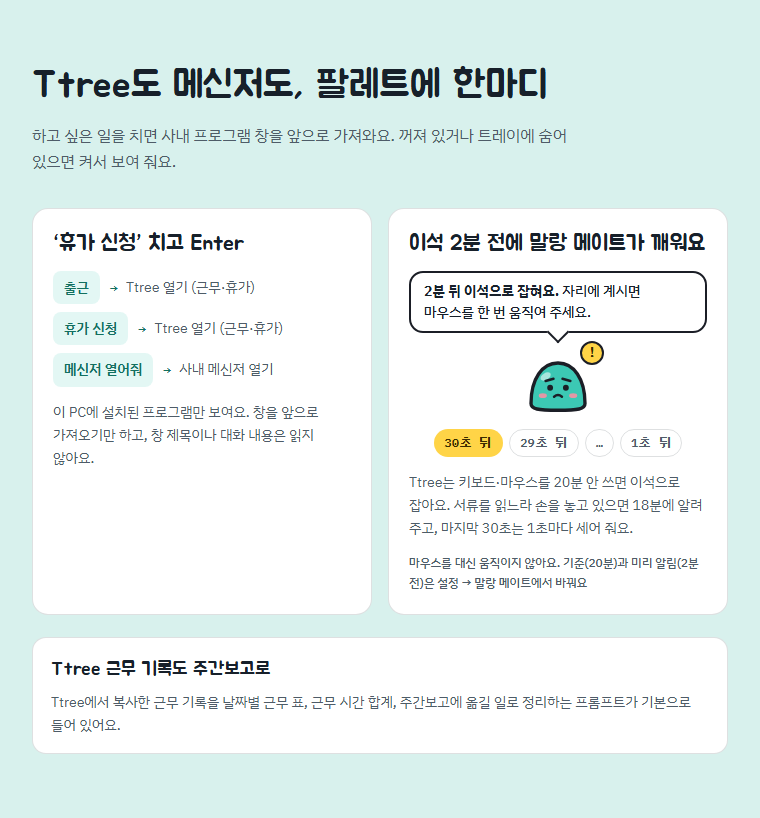 Ttree도 메신저도, 팔레트에 한마디
하고 싶은 일을 치면 사내 프로그램 창을 앞으로 가져와요. 꺼져 있거나 트레이에 숨어
있으면 켜서 보여 줘요.
‘휴가 신청’ 치고 Enter
출근 → Ttree 열기 (근무·휴가)
휴가 신청 → Ttree 열기 (근무·휴가)
메신저 열어줘 → 사내 메신저 열기
이 PC에 설치된 프로그램만 보여요. 창을 앞으로
가져오기만 하고, 창 제목이나 대화 내용은 읽지
않아요.
이석 2분 전에 말랑 메이트가 깨워요
2분 뒤 이석으로 잡혀요. 자리에 계시면
마우스를 한 번 움직여 주세요.
!
30초 뒤 29초 뒤 … 1초 뒤
Ttree는 키보드·마우스를 20분 안 쓰면 이석으로
잡아요. 서류를 읽느라 손을 놓고 있으면 18분에 알려
주고, 마지막 30초는 1초마다 세어 줘요.
마우스를 대신 움직이지 않아요. 기준(20분)과 미리 알림(2분
전)은 설정 → 말랑 메이트에서 바꿔요
Ttree 근무 기록도 주간보고로
Ttree에서 복사한 근무 기록을 날짜별 근무 표, 근무 시간 합계, 주간보고에 옮길 일로 정리하는 프롬프트가 기본으로
들어 있어요.